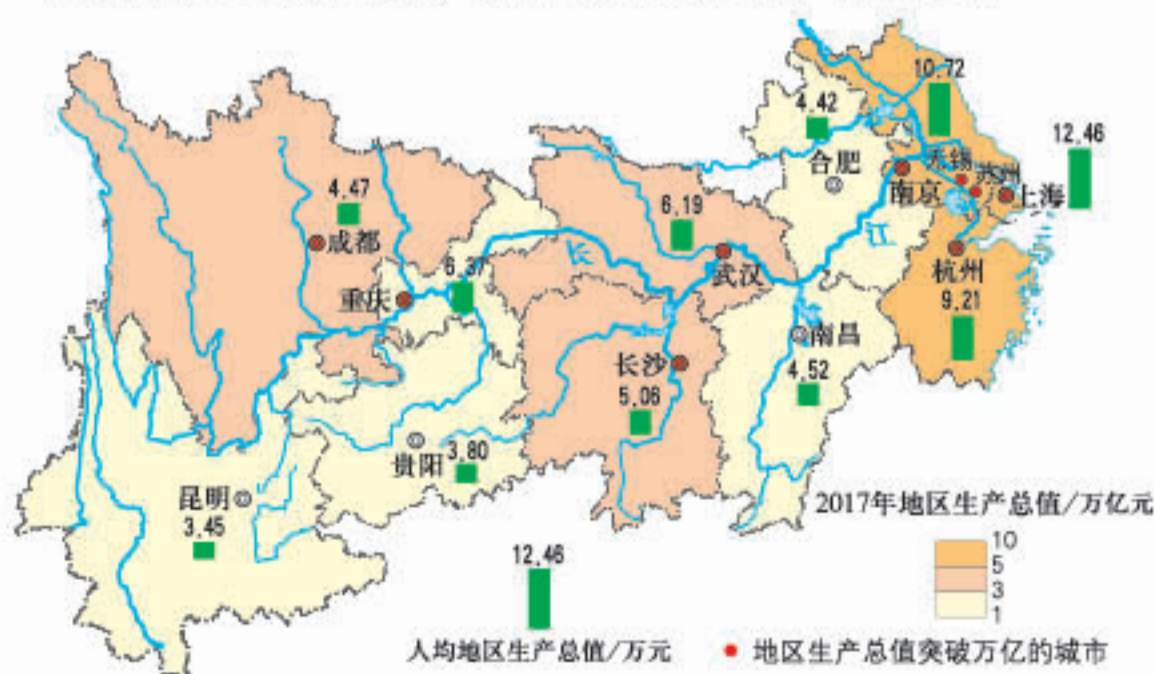 10.72
4.42
12.46
合肥
无锡
苏州
南京
上海
4.47
6.19
成都
长
江
武汉
杭州
6.37
重庆
9.21
南昌
长沙
4.52
5.06
贵阳
3.80
昆明
3.45
2017年地区生产总值/万亿元
10
5
3
1
12.46
人均地区生产总值/万元
地区生产总值突破万亿的城市